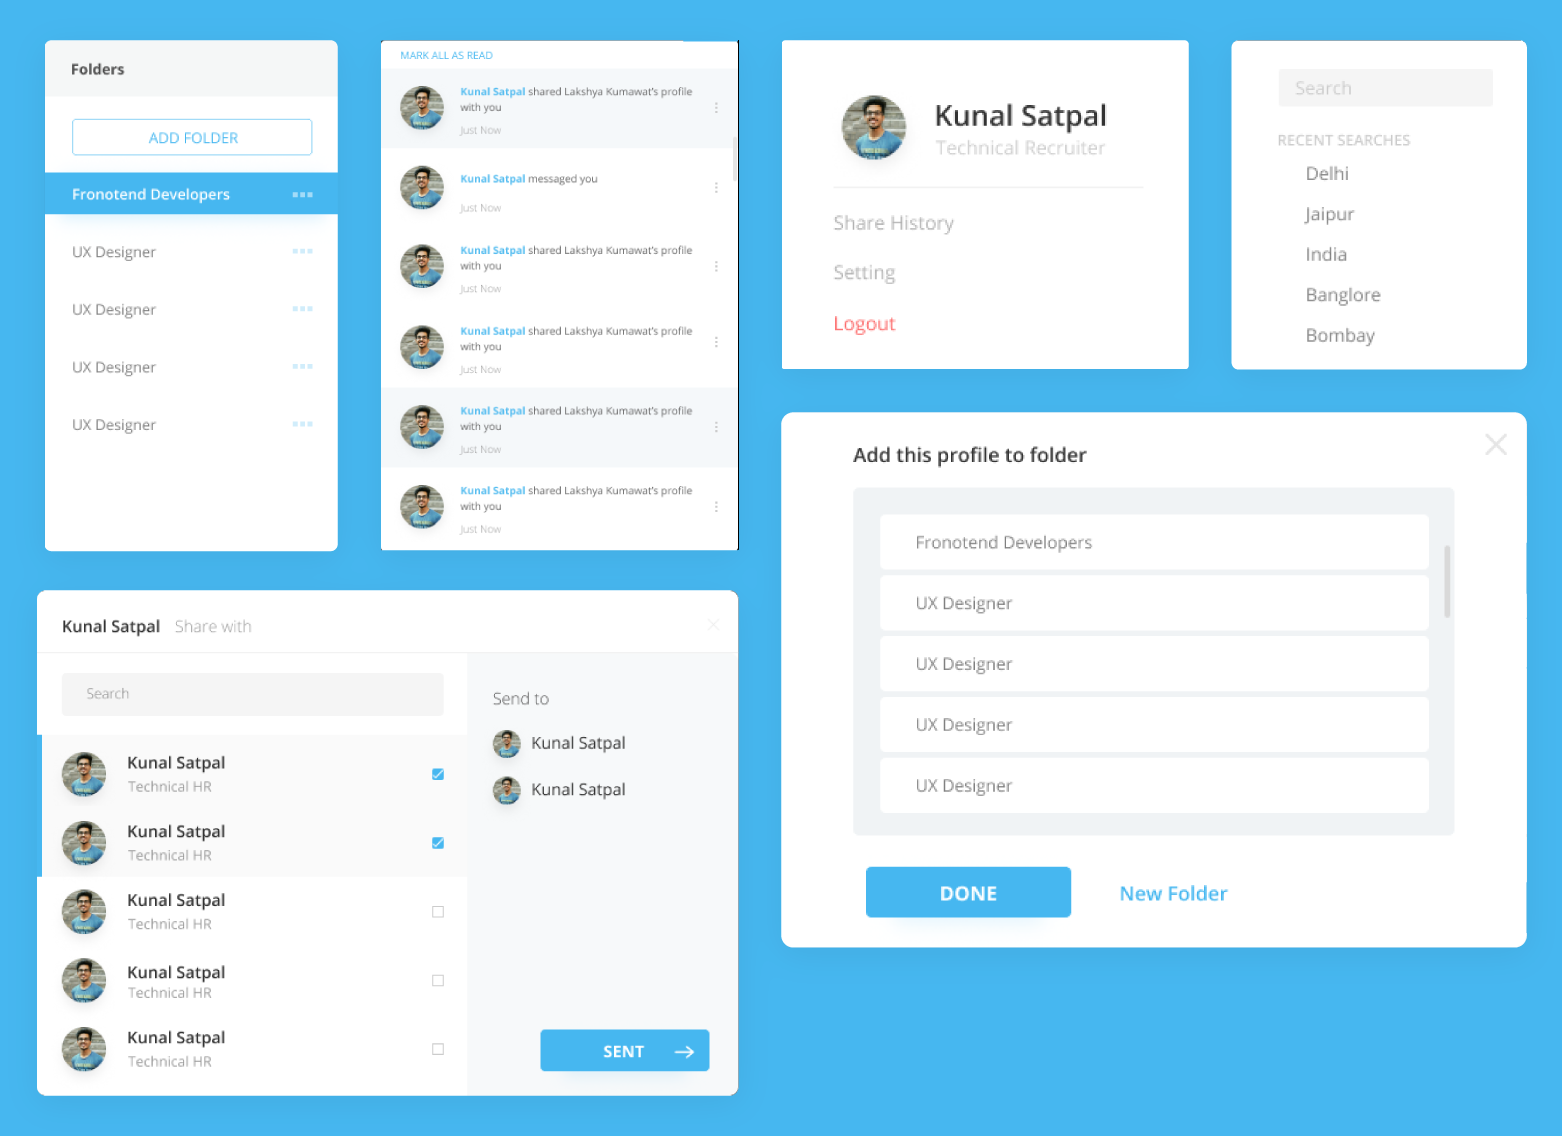 Folders
ADD FOLDER
Fronotend Developers
UX Designer
UX Designer
UX Designer
UX Designer
MARK ALL AS READ
Kunal Satpal shared Lakshya Kumawat's profile
with you
Just Now
Kunal Satpal messaged you
Just Now
Kunal Satpal shared Lakshya Kumawat's profile
with you
Just Now
Kunal Satpal shared Lakshya Kumawat's profile
with you
Just Now
Kunal Satpal shared Lakshya Kumawat's profile
with you
Just Now
Kunal Satpal shared Lakshya Kumawat's profile
with you
Just Now
Kunal Satpal
Technical Recruiter
Share History
Setting
Logout
Search
RECENT SEARCHES
Delhi
Jaipur
India
Banglore
Bombay
Add this profile to folder
Fronotend Developers
UX Designer
UX Designer
UX Designer
UX Designer
DONE
New Folder
Kunal Satpal Share with
Search
Kunal Satpal
Technical HR
Kunal Satpal
Technical HR
Kunal Satpal
Technical HR
Kunal Satpal
Technical HR
Kunal Satpal
Technical HR
Send to
Kunal Satpal
Kunal Satpal
SENT